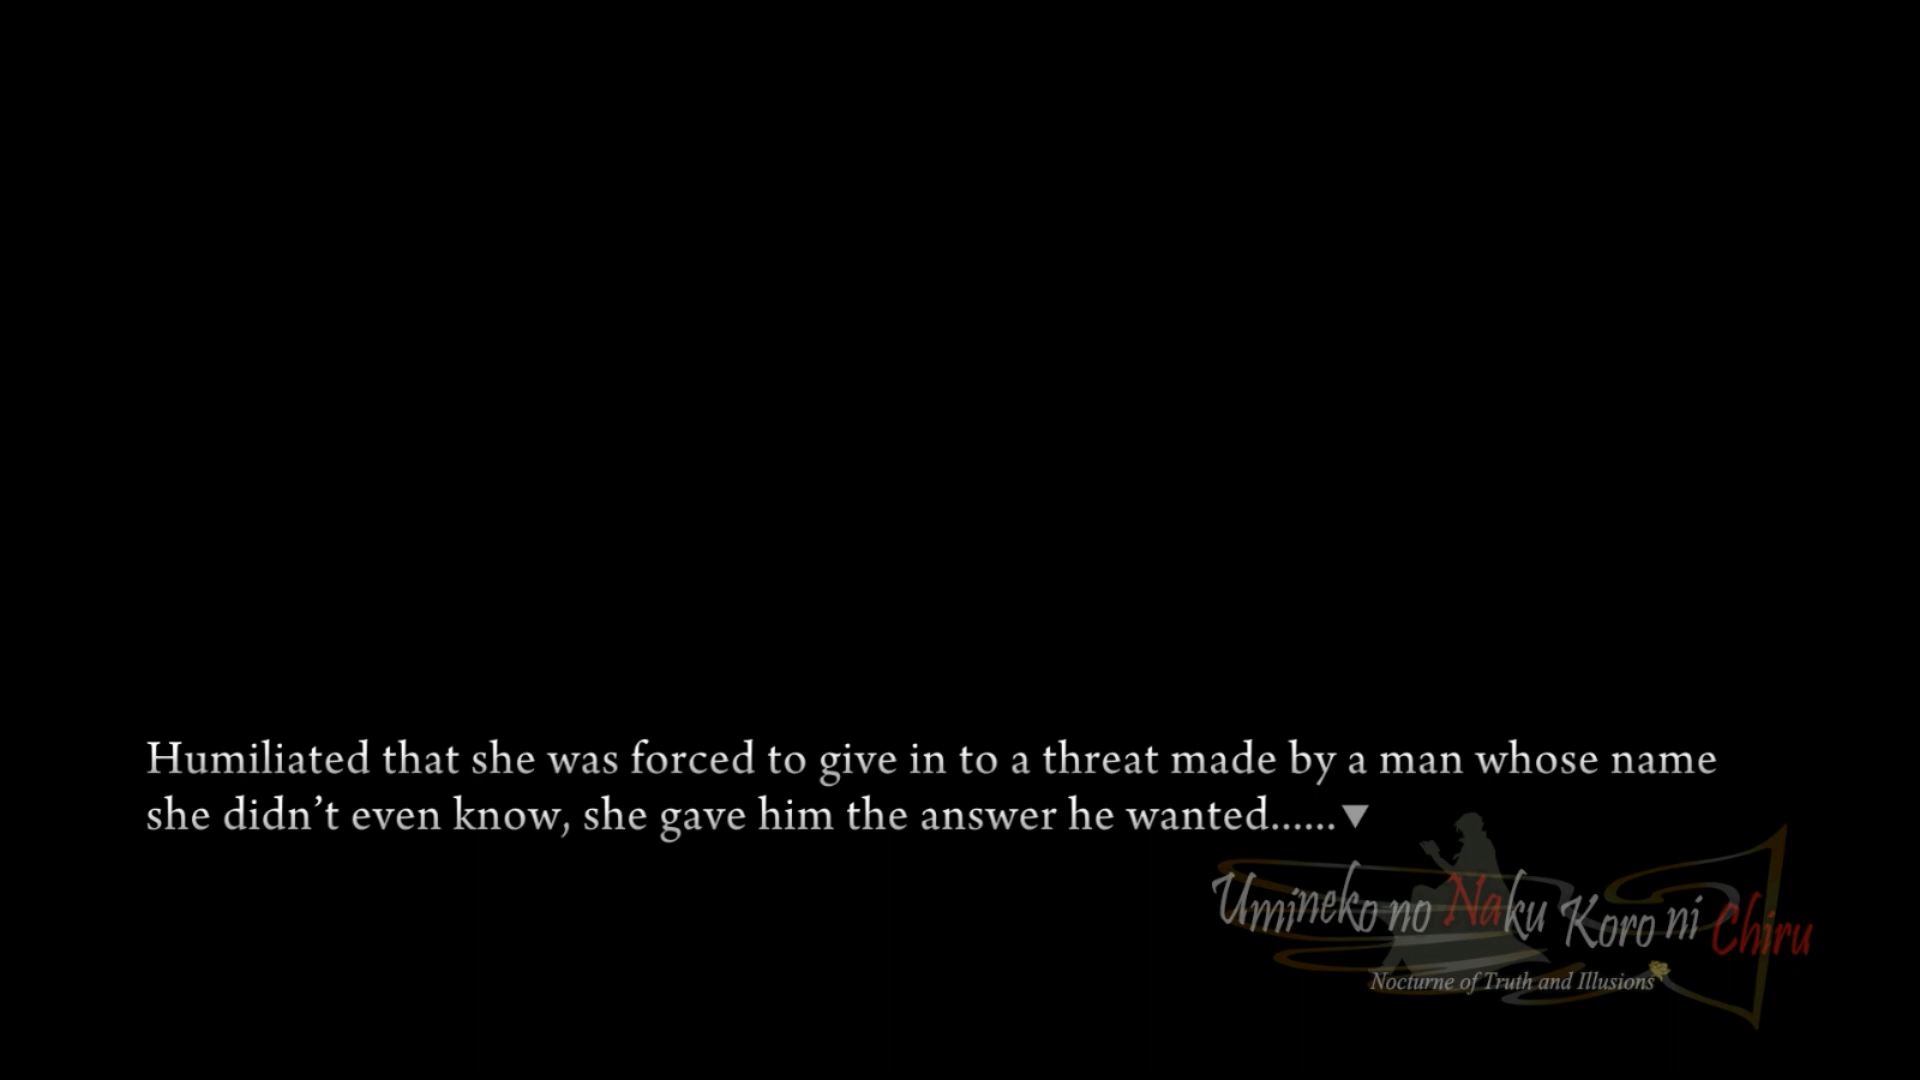 Humiliated that she was forced to give in to a threat made by a man whose name
she didn’t even know, she gave him the answer he wanted......
Umineko no Naku Koro ni Chiru
Nocturne of Truth and Illusions